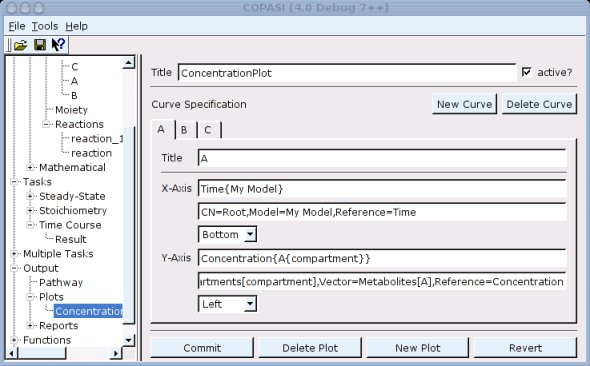 COPASI (4.0 Debug 7++)
File Tools Help
C
A
B
Moiety
Reactions
reaction_1
reaction
Mathematical
Tasks
Steady-State
Stoichiometry
Time Course
Result
Multiple Tasks
Output
Pathway
Plots
Concentration
Reports
Functions
Title ConcentrationPlot active?
Curve Specification New Curve Delete Curve
A B C
Title A
X-Axis Time{My Model}
CN=Root,Model=My Model,Reference=Time
Bottom
Y-Axis Concentration{A{compartment}}
artments[compartment],Vector=Metabolites[A],Reference=Concentration
Left
Commit Delete Plot New Plot Revert